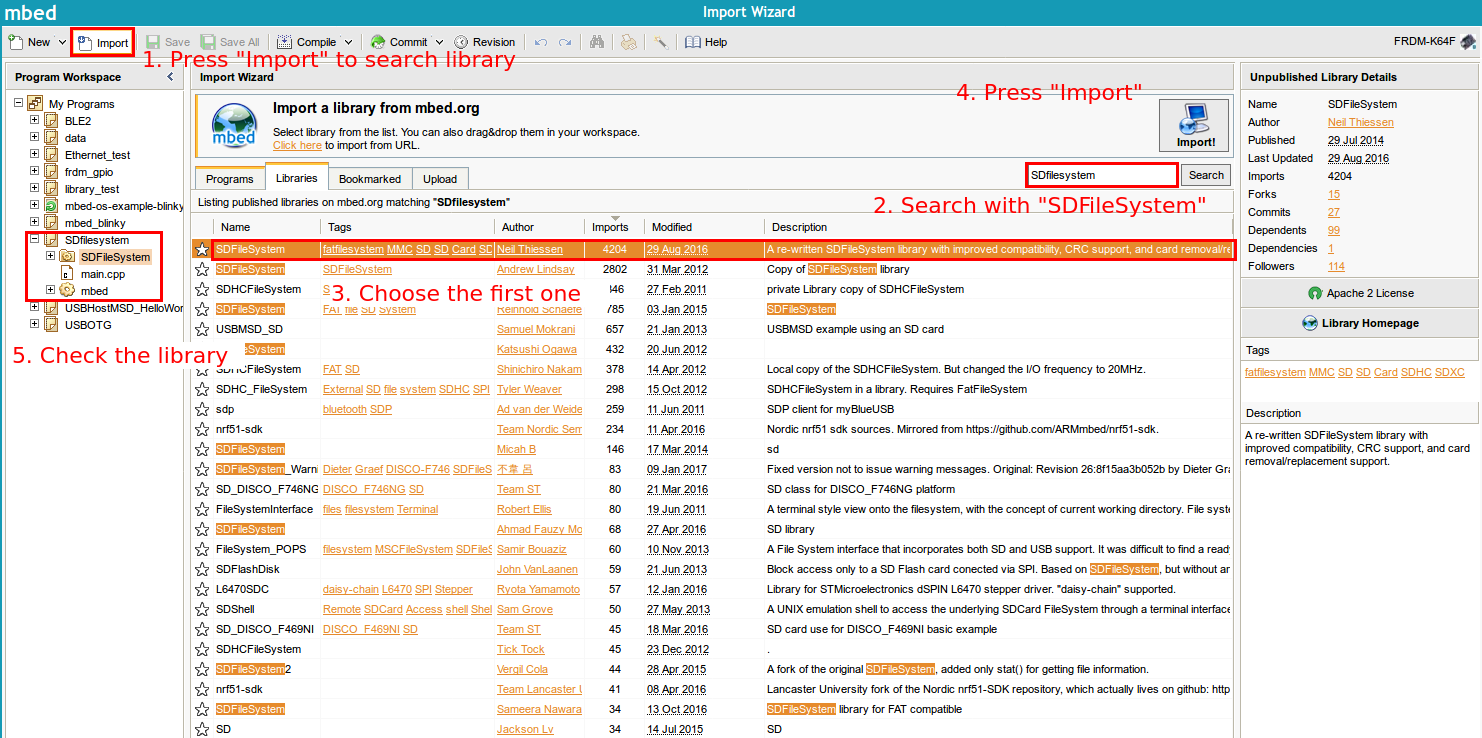 mbed
Import Wizard
New Import Save Save All Compile Commit Revision Help FRDM-K64F
1. Press "Import" to search library
Program Workspace
My Programs
BLE2
data
Ethernet_test
frdm_gpio
library_test
mbed-os-example-blinky
mbed_blinky
SDfilesystem
SDFileSystem
main.cpp
mbed
USBHostMSD_HelloWor
USBOTG
5. Check the library
Import Wizard
mbed
Import a library from mbed.org
Select library from the list. You can also drag&drop them in your workspace.
Click here to import from URL.
4. Press "Import"
Import!
Programs Libraries Bookmarked Upload SDfilesystem Search
Listing published libraries on mbed.org matching "SDfilesystem"
2. Search with "SDFileSystem"
Name Tags Author Imports Modified Description
SDFileSystem fatfilesystem MMC SD SD Card SD Neil Thiessen 4204 29 Aug 2016 A re-written SDFileSystem library with improved compatibility, CRC support, and card removal/re
SDFileSystem SDFileSystem Andrew Lindsay 2802 31 Mar 2012 Copy of SDFileSystem library
3. Choose the first one
SDHCFileSystem S 46 27 Feb 2011 private Library copy of SDHCFileSystem
SDFileSystem FAT file SD System Reinhold Schaefe 785 03 Jan 2015 SDFileSystem
USBMSD_SD Samuel Mokrani 657 21 Jan 2013 USBMSD example using an SD card
eSystem Katsushi Ogawa 432 20 Jun 2012
SDHCFileSystem FAT SD Shinichiro Nakam 378 14 Apr 2012 Local copy of the SDHCFileSystem. But changed the I/O frequency to 20MHz.
SDHC_FileSystem External SD file system SDHC SPI Tyler Weaver 298 15 Oct 2012 SDHCFileSystem in a library. Requires FatFileSystem
sdp bluetooth SDP Ad van der Weide 259 11 Jun 2011 SDP client for myBlueUSB
nrf51-sdk Team Nordic Sem 234 11 Apr 2016 Nordic nrf51 sdk sources. Mirrored from https://github.com/ARMmbed/nrf51-sdk.
SDFileSystem Micah B 146 17 Mar 2014 sd
SDFileSystem_Warni Dieter Graef DISCO-F746 SDFileS 不韋 呂 83 09 Jan 2017 Fixed version not to issue warning messages. Original: Revision 26:8f15aa3b052b by Dieter Gra
SD_DISCO_F746NG DISCO_F746NG SD Team ST 80 21 Mar 2016 SD class for DISCO_F746NG platform
FileSystemInterface files filesystem Terminal Robert Ellis 80 19 Jun 2011 A terminal style view onto the filesystem, with the concept of current working directory. File syste
SDFileSystem Ahmad Fauzy Mc 68 27 Apr 2016 SD library
FileSystem_POPS filesystem MSCFileSystem SDFileS Samir Bouaziz 60 10 Nov 2013 A File System interface that incorporates both SD and USB support. It was difficult to find a ready
SDFlashDisk John VanLaanen 59 21 Jun 2013 Block access only to a SD Flash card conected via SPI. Based on SDFileSystem, but without an
L6470SDC daisy-chain L6470 SPI Stepper Ryota Yamamoto 57 12 Jan 2016 Library for STMicroelectronics dSPIN L6470 stepper driver. "daisy-chain" supported.
SDShell Remote SDCard Access shell Shel Sam Grove 50 27 May 2013 A UNIX emulation shell to access the underlying SDCard FileSystem through a terminal interface
SD_DISCO_F469NI DISCO_F469NI SD Team ST 45 18 Mar 2016 SD card use for DISCO_F469NI basic example
SDHCFileSystem Tick Tock 45 23 Dec 2012 .
SDFileSystem2 Vergil Cola 44 28 Apr 2015 A fork of the original SDFileSystem, added only stat() for getting file information.
nrf51-sdk Team Lancaster U 41 08 Apr 2016 Lancaster University fork of the Nordic nrf51-SDK repository, which actually lives on github: http
SDFileSystem Sameera Nawara 34 13 Oct 2016 SDFileSystem library for FAT compatible
SD Jackson Lv 34 14 Jul 2015 SD
Unpublished Library Details
Name SDFileSystem
Author Neil Thiessen
Published 29 Jul 2014
Last Updated 29 Aug 2016
Imports 4204
Forks 15
Commits 27
Dependents 99
Dependencies 1
Followers 114
Apache 2 License
Library Homepage
Tags
fatfilesystem MMC SD SD Card SDHC SDXC
Description
A re-written SDFileSystem library with
improved compatibility, CRC support, and card
removal/replacement support.